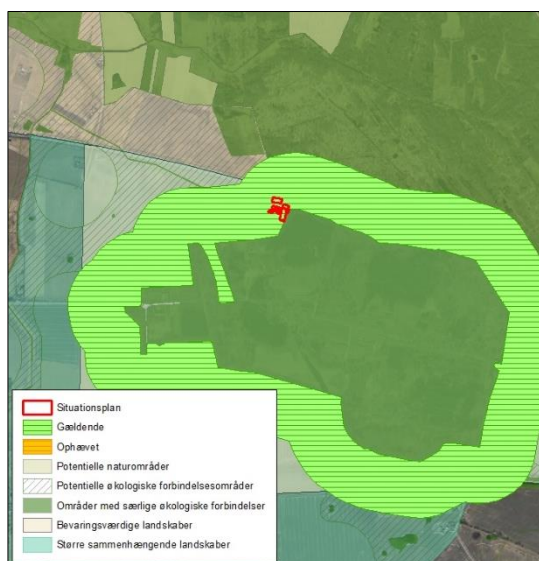 Situationsplan
Gældende
Ophævet
Potentielle naturområder
Potentielle økologiske forbindelsesområder
Områder med særlige økologiske forbindelser
Bevaringsværdige landskaber
Større sammenhængende landskaber